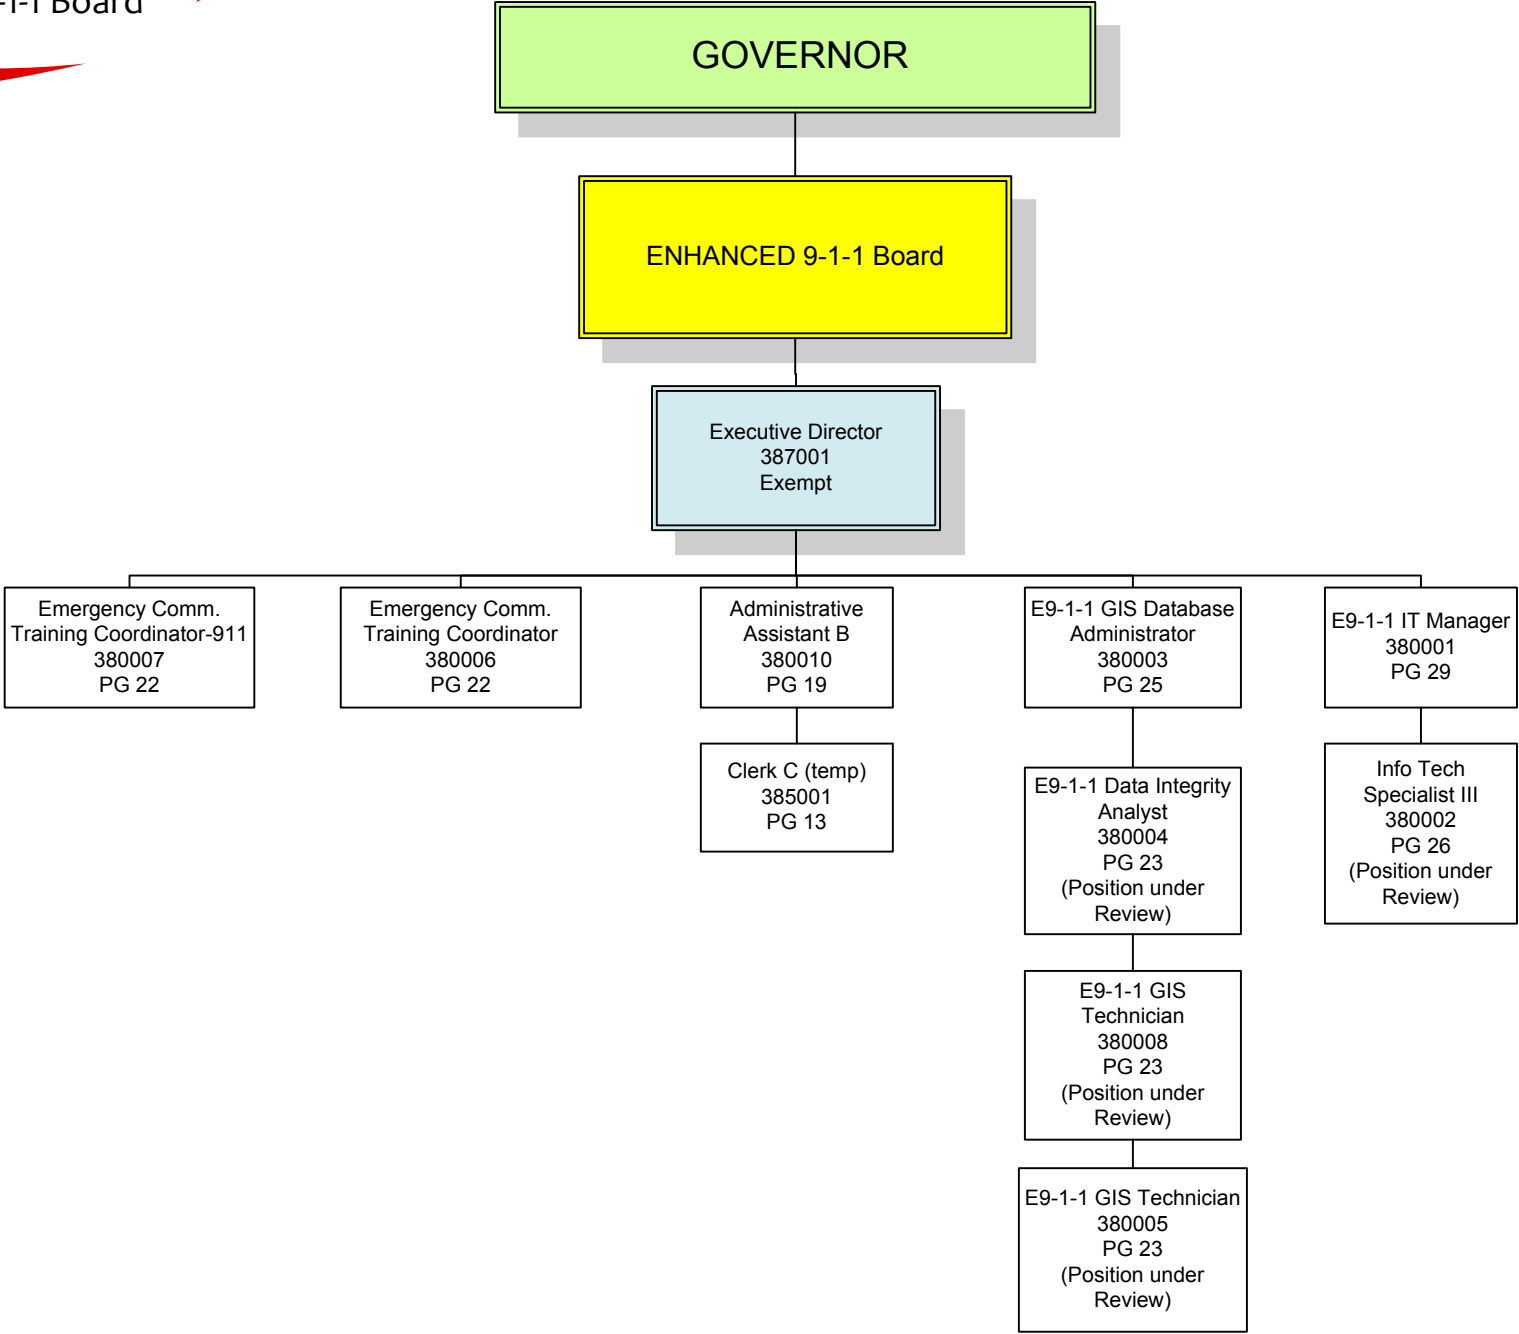 -1-1 Board
GOVERNOR
ENHANCED 9-1-1 Board
Executive Director
387001
Exempt
Emergency Comm.
Training Coordinator-911
380007
PG 22
Emergency Comm.
Training Coordinator
380006
PG 22
Administrative
Assistant B
380010
PG 19
E9-1-1 GIS Database
Administrator
380003
PG 25
E9-1-1 IT Manager
380001
PG 29
Clerk C (temp)
385001
PG 13
E9-1-1 Data Integrity
Analyst
380004
PG 23
(Position under
Review)
Info Tech
Specialist III
380002
PG 26
(Position under
Review)
E9-1-1 GIS
Technician
380008
PG 23
(Position under
Review)
E9-1-1 GIS Technician
380005
PG 23
(Position under
Review)